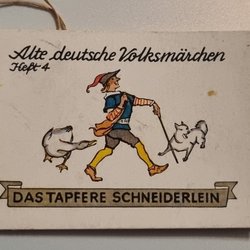 Alte deutsche Volksmärchen
Heft 4
DAS TAPFERE SCHNEIDERLEIN